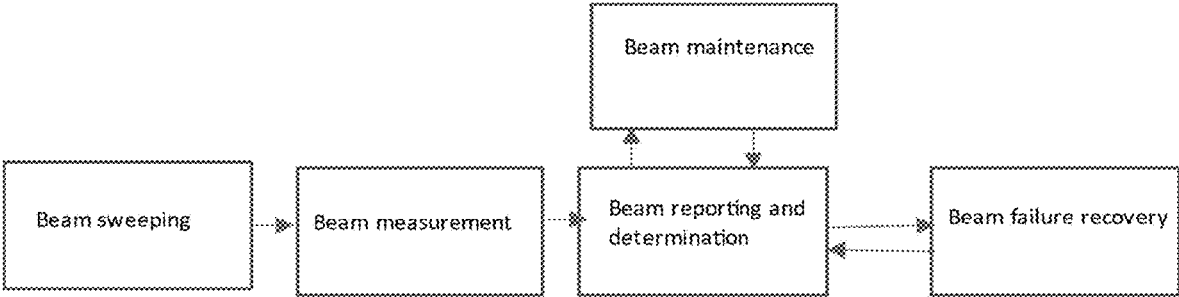 Beam maintenance
Beam sweeping
Beam measurement
Beam reporting and
determination
Beam failure recovery